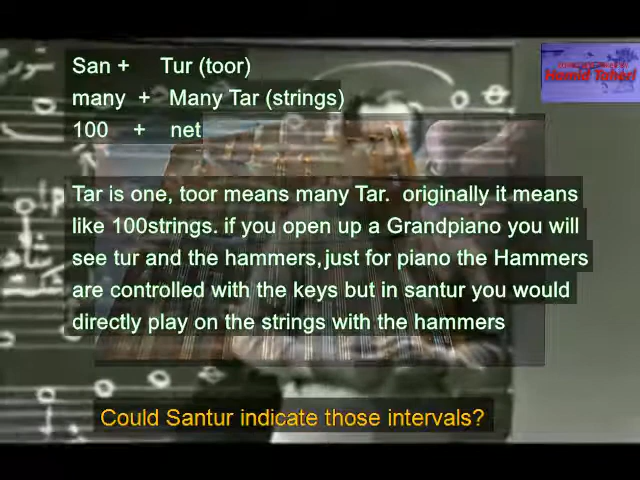 San + Tur (toor)
many + Many Tar (strings)
100 + net
Tar is one, toor means many Tar. originally it means
like 100strings. if you open up a Grandpiano you will
see tur and the hammers, just for piano the Hammers
are controlled with the keys but in santur you would
directly play on the strings with the hammers
Could Santur indicate those intervals?
Hamid Taheri